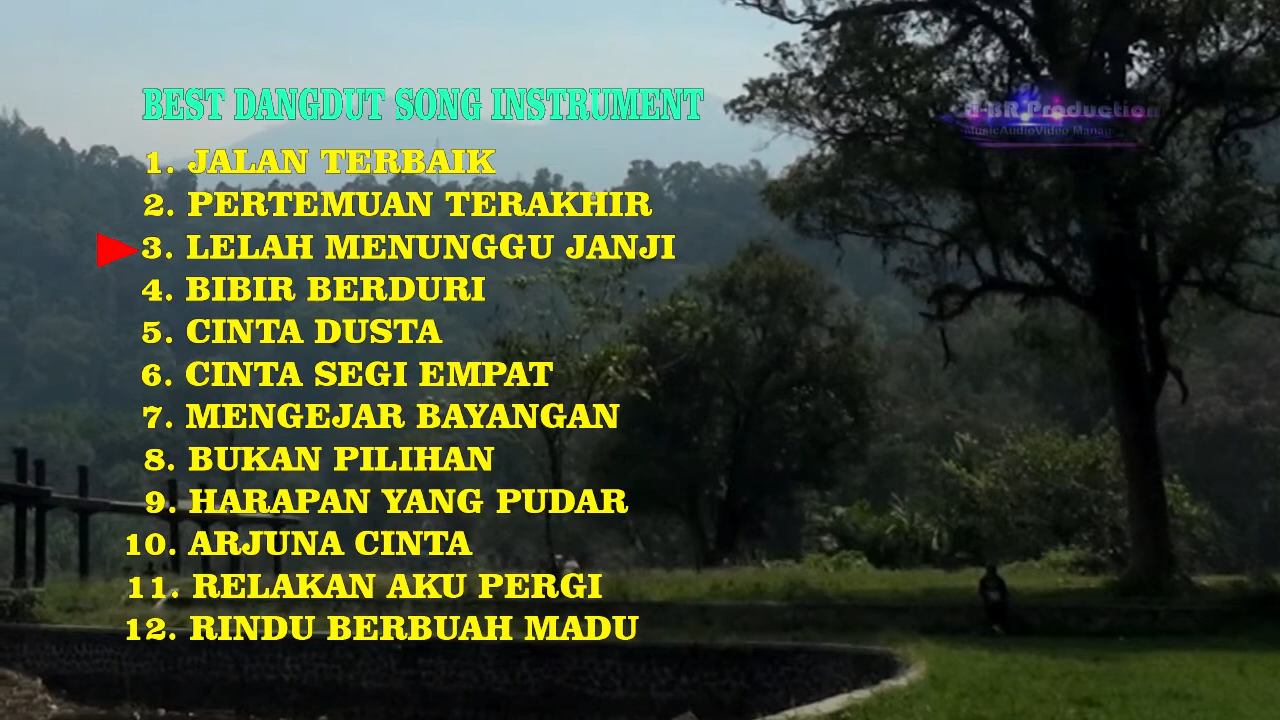 BEST DANGDUT SONG INSTRUMENT
1. JALAN TERBAIK
2. PERTEMUAN TERAKHIR
3. LELAH MENUNGGU JANJI
4. BIBIR BERDURI
5. CINTA DUSTA
6. CINTA SEGI EMPAT
7. MENGEJAR BAYANGAN
8. BUKAN PILIHAN
9. HARAPAN YANG PUDAR
10. ARJUNA CINTA
11. RELAKAN AKU PERGI
12. RINDU BERBUAH MADU
Production
MusicAudioVideo